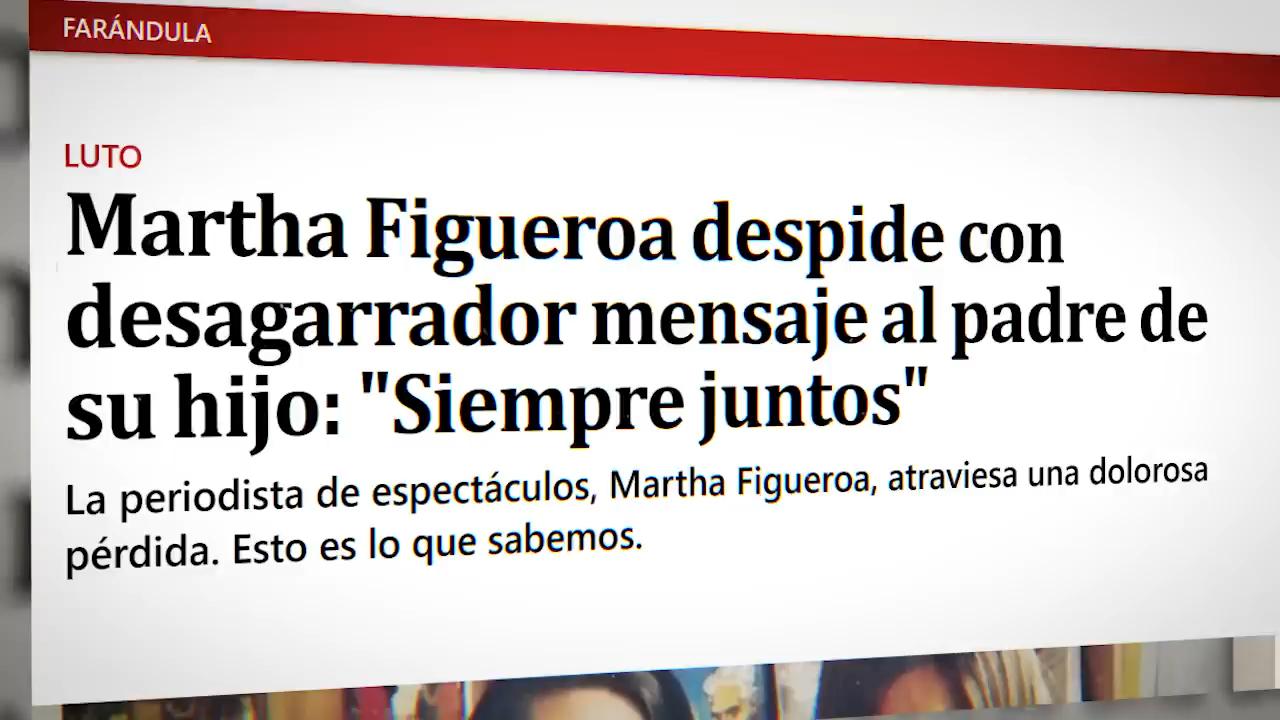 FARÁNDULA
LUTO
Martha Figueroa despide con
desagarrador mensaje al padre de
su hijo: "Siempre juntos"
La periodista de espectáculos, Martha Figueroa, atraviesa una dolorosa
pérdida. Esto es lo que sabemos.